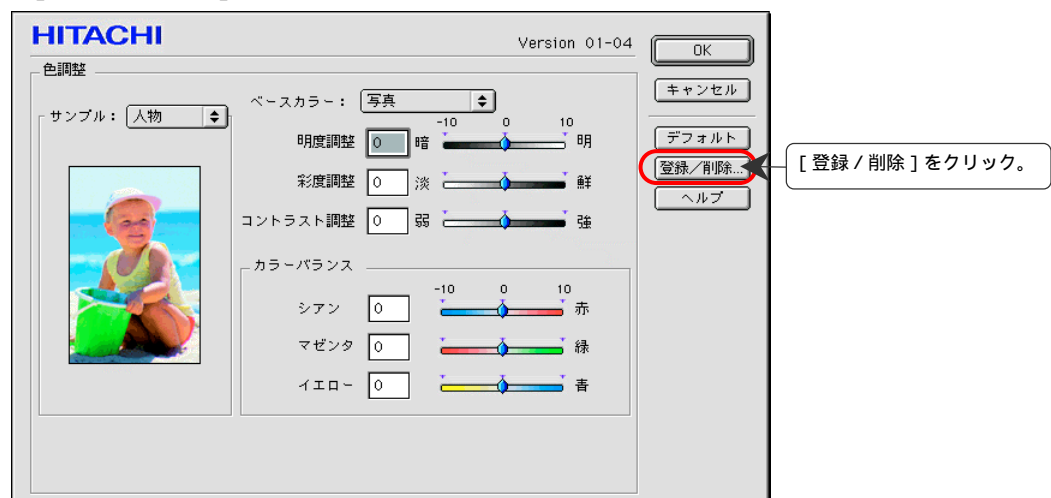 HITACHI
Version 01-04
OK
キャンセル
デフォルト
登録／削除...
ヘルプ
[ 登録 / 削除 ] をクリック。
色調整
サンプル： 人物
ベースカラー： 写真
-10 0 10
明度調整 0 暗 明
彩度調整 0 淡 鮮
コントラスト調整 0 弱 強
カラーバランス
-10 0 10
シアン 0 赤
マゼンタ 0 緑
イエロー 0 青